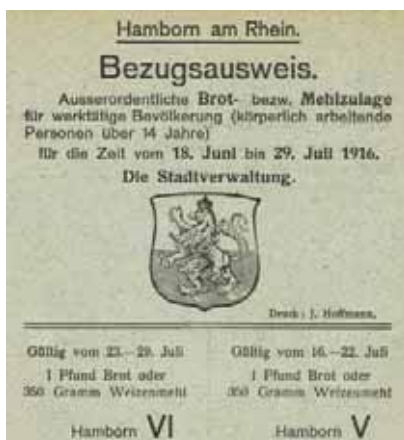 Hamborn am Rhein.
Bezugsausweis.
Ausserordentliche Brot- bezw. Mehlzulage
für werktätige Bevölkerung (körperlich arbeitende
Personen über 14 Jahre)
für die Zeit vom 18. Juni bis 29. Juli 1916.
Die Stadtverwaltung.
Druck: J. Hoffmann.
Gültig vom 23.—29. Juli
1 Pfund Brot oder
350 Gramm Weizenmehl
Hamborn VI
Gültig vom 16.—22. Juli
1 Pfund Brot oder
350 Gramm Weizenmehl
Hamborn V